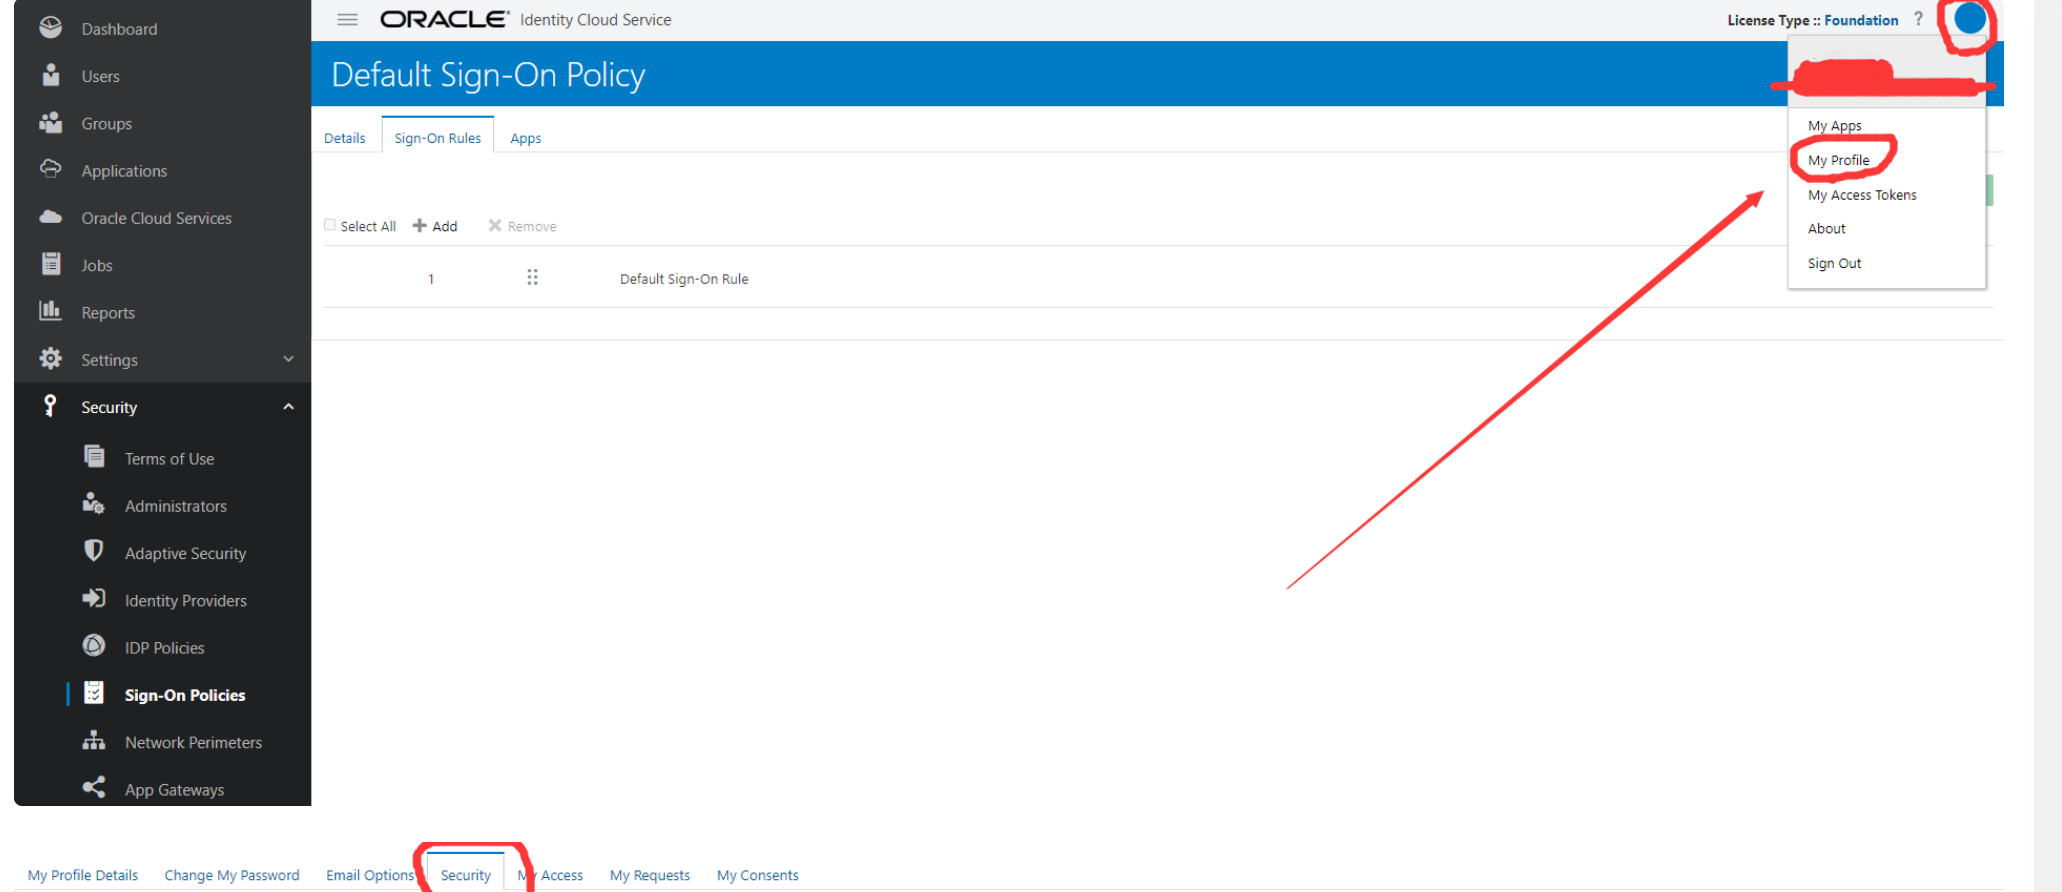 Dashboard
Users
Groups
Applications
Oracle Cloud Services
Jobs
Reports
Settings
Security
Terms of Use
Administrators
Adaptive Security
Identity Providers
IDP Policies
Sign-On Policies
Network Perimeters
App Gateways
ORACLE Identity Cloud Service
License Type :: Foundation ?
Default Sign-On Policy
Details Sign-On Rules Apps
Select All Add Remove
1 Default Sign-On Rule
My Apps
My Profile
My Access Tokens
About
Sign Out
My Profile Details Change My Password Email Options Security My Access My Requests My Consents